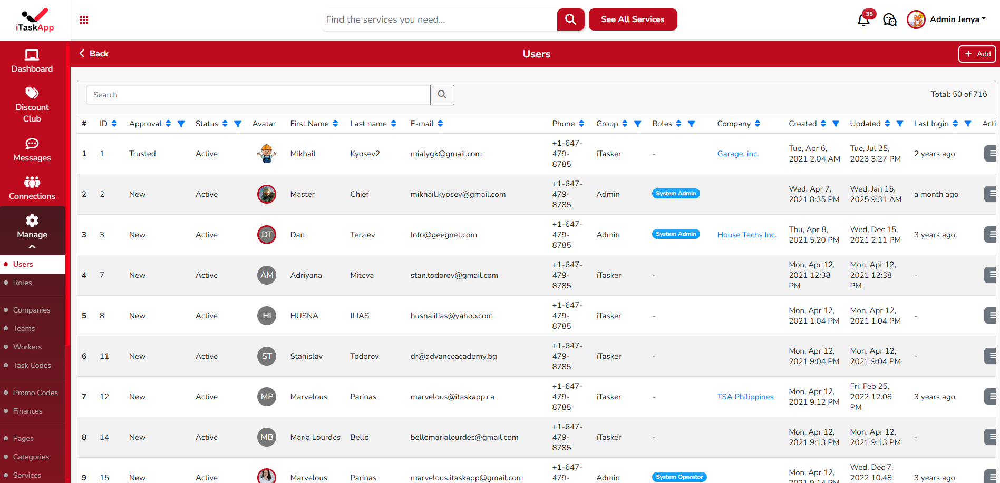 iTaskApp
Find the services you need...
See All Services
35
Admin Jenya
Dashboard
Discount
Club
Messages
Connections
Manage
Users
Roles
Companies
Teams
Workers
Task Codes
Promo Codes
Finances
Pages
Categories
Services
Back
Users
+ Add
Search
Total: 50 of 716
# ID Approval Status Avatar First Name Last name E-mail Phone Group Roles Company Created Updated Last login Acti
1 1 Trusted Active Mikhail Kyosev2 mialygk@gmail.com +1-647-479-8785 iTasker - Garage, inc. Tue, Apr 6, 2021 2:04 AM Tue, Jul 25, 2023 3:27 PM 2 years ago
2 2 New Active Master Chief mikhail.kyosev@gmail.com +1-647-479-8785 Admin System Admin Wed, Apr 7, 2021 8:35 PM Wed, Jan 15, 2025 9:31 AM a month ago
3 3 New Active DT Dan Terziev Info@geegnet.com +1-647-479-8785 Admin System Admin House Techs Inc. Thu, Apr 8, 2021 5:20 PM Wed, Dec 15, 2021 2:11 PM 3 years ago
4 7 New Active AM Adriyana Miteva stan.todorov@gmail.com +1-647-479-8785 iTasker - Mon, Apr 12, 2021 12:38 PM Mon, Apr 12, 2021 12:38 PM -
5 8 New Active HI HUSNA ILIAS husna.ilias@yahoo.com +1-647-479-8785 iTasker - Mon, Apr 12, 2021 1:04 PM Mon, Apr 12, 2021 1:04 PM -
6 11 New Active ST Stanislav Todorov dr@advanceacademy.bg +1-647-479-8785 iTasker - Mon, Apr 12, 2021 9:04 PM Mon, Apr 12, 2021 9:04 PM -
7 12 New Active MP Marvelous Parinas marvelous@itaskapp.ca +1-647-479-8785 iTasker - TSA Philippines Mon, Apr 12, 2021 9:12 PM Fri, Feb 25, 2022 12:08 PM 3 years ago
8 14 New Active MB Maria Lourdes Bello bellomarialourdes@gmail.com +1-647-479-8785 iTasker - Mon, Apr 12, 2021 9:13 PM Mon, Apr 12, 2021 9:13 PM -
9 15 New Active Marvelous Parinas marvelous.itaskapp@gmail.com +1-647-479- Admin System Operator Mon, Apr 12, 2021 9:14 PM Wed, Dec 7, 2022 10:48 3 years ago